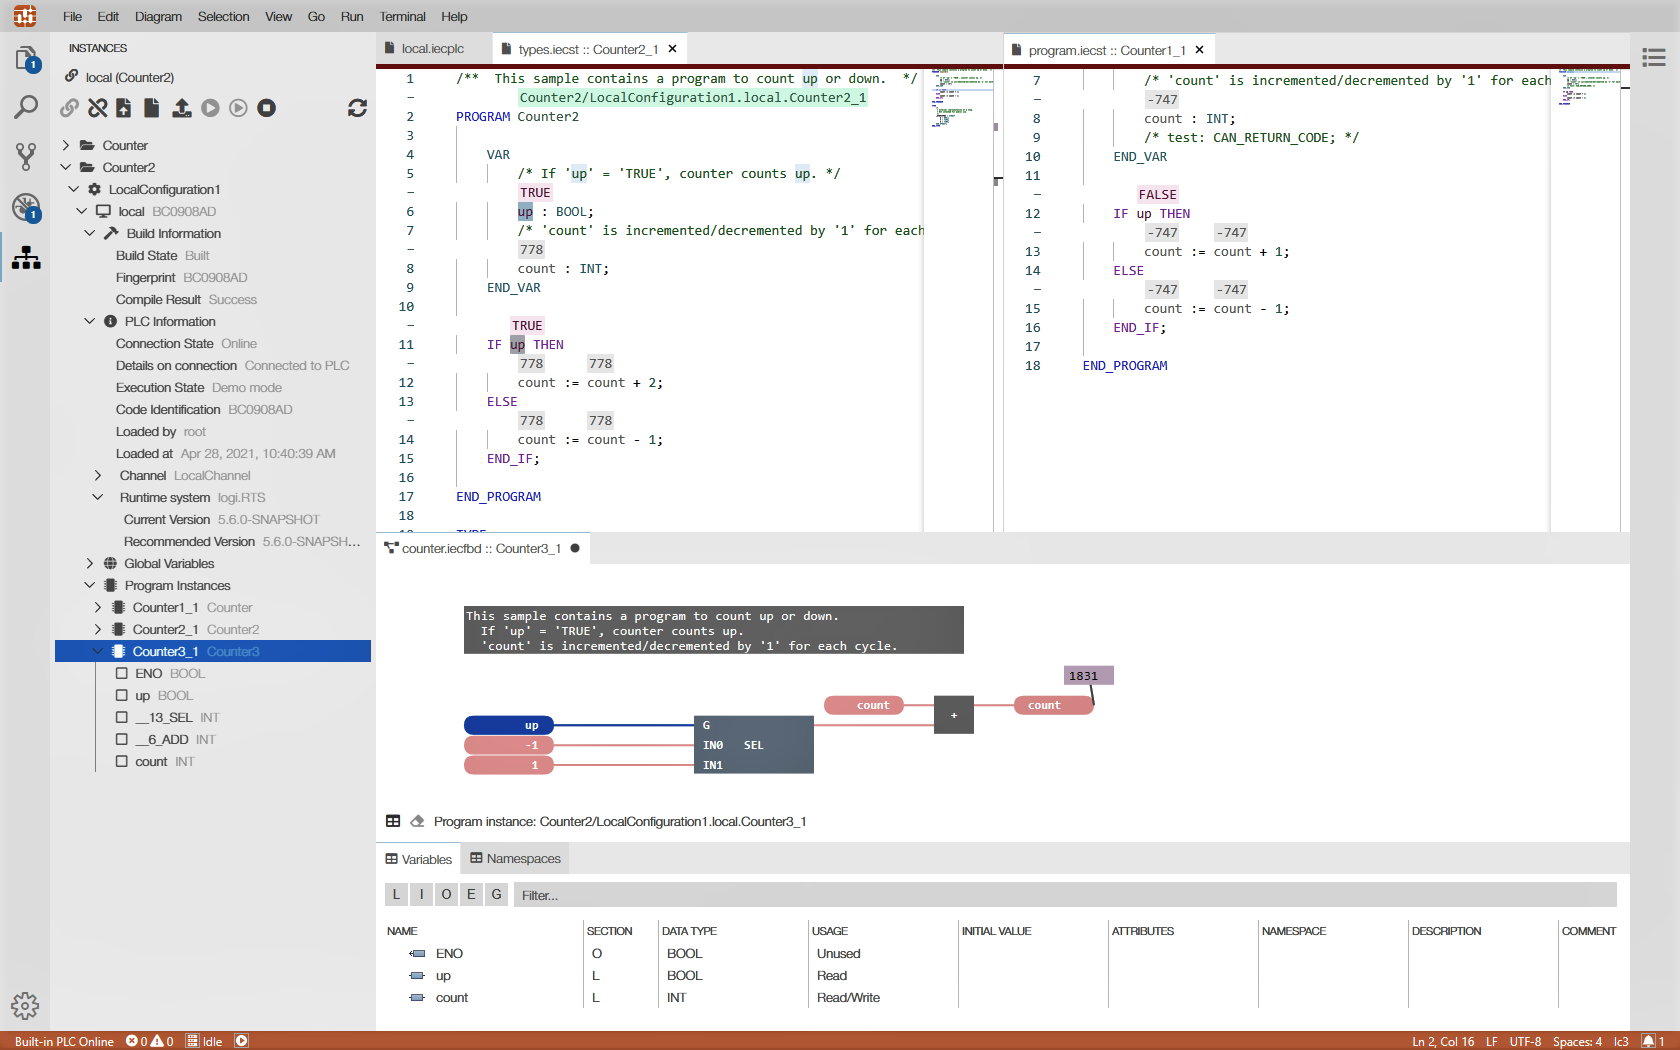 File Edit Diagram Selection View Go Run Terminal Help
INSTANCES
local (Counter2)
Counter
Counter2
LocalConfiguration1
local BC0908AD
Build Information
Build State Built
Fingerprint BC0908AD
Compile Result Success
PLC Information
Connection State Online
Details on connection Connected to PLC
Execution State Demo mode
Code Identification BC0908AD
Loaded by root
Loaded at Apr 28, 2021, 10:40:39 AM
Channel LocalChannel
Runtime system logi.RTS
Current Version 5.6.0-SNAPSHOT
Recommended Version 5.6.0-SNAPSH...
Global Variables
Program Instances
Counter1_1 Counter
Counter2_1 Counter2
Counter3_1 Counter3
ENO BOOL
up BOOL
__13_SEL INT
__6_ADD INT
count INT
1
1
local.iecplc types.iecst :: Counter2_1 ×
1 /** This sample contains a program to count up or down. */
– Counter2/LocalConfiguration1.local.Counter2_1
2 PROGRAM Counter2
3
4 VAR
5 /* If 'up' = 'TRUE', counter counts up. */
– TRUE
6 up : BOOL;
7 /* 'count' is incremented/decremented by '1' for each
– 778
8 count : INT;
9 END_VAR
10
– TRUE
11 IF up THEN
– 778 778
12 count := count + 2;
13 ELSE
– 778 778
14 count := count - 1;
15 END_IF;
16
17 END_PROGRAM
18
program.iecst :: Counter1_1 ×
7 /* 'count' is incremented/decremented by '1' for each
– -747
8 count : INT;
9 /* test: CAN_RETURN_CODE; */
10 END_VAR
11
– FALSE
12 IF up THEN
– -747 -747
13 count := count + 1;
14 ELSE
– -747 -747
15 count := count - 1;
16 END_IF;
17
18 END_PROGRAM
counter.iecfbd :: Counter3_1 ●
This sample contains a program to count up or down.
If 'up' = 'TRUE', counter counts up.
'count' is incremented/decremented by '1' for each cycle.
1831
count + count
up G
-1 IN0 SEL
1 IN1
Program instance: Counter2/LocalConfiguration1.local.Counter3_1
Variables Namespaces
L I O E G Filter...
NAME SECTION DATA TYPE USAGE INITIAL VALUE ATTRIBUTES NAMESPACE DESCRIPTION COMMENT
ENO O BOOL Unused
up L BOOL Read
count L INT Read/Write
Built-in PLC Online 0 0 Idle Ln 2, Col 16 LF UTF-8 Spaces: 4 lc3 1